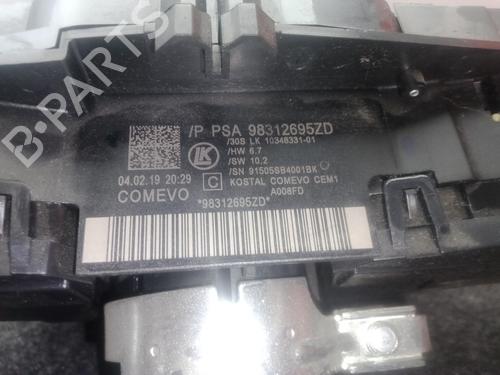 B-PARTS
/P PSA 98312695ZD
/30S LK 10348331-01
/HW 6.7
/SW 10.2
/SN 91505SB4001BK
04.02.19 20:29
C KOSTAL COMEVO CEM1
COMEVO
A008FD
*98312695ZD*